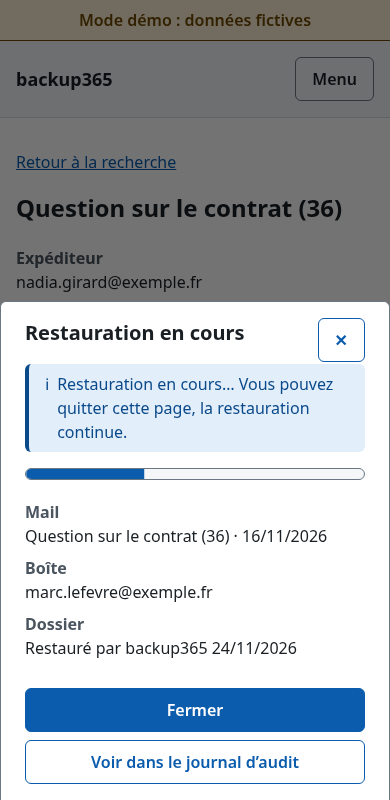 Mode démo : données fictives
backup365
Menu
Retour à la recherche
Question sur le contrat (36)
Expéditeur
nadia.girard@exemple.fr
Restauration en cours
×
i Restauration en cours… Vous pouvez
quitter cette page, la restauration
continue.
Mail
Question sur le contrat (36) · 16/11/2026
Boîte
marc.lefevre@exemple.fr
Dossier
Restauré par backup365 24/11/2026
Fermer
Voir dans le journal d’audit